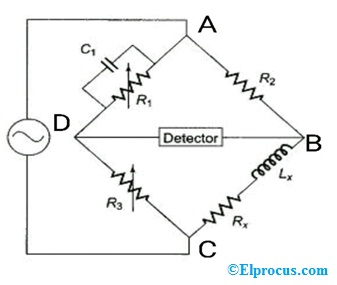 A
C₁
R₁
R₂
D
Detector
B
R₃
Rₓ
Lₓ
C
©Elprocus.com